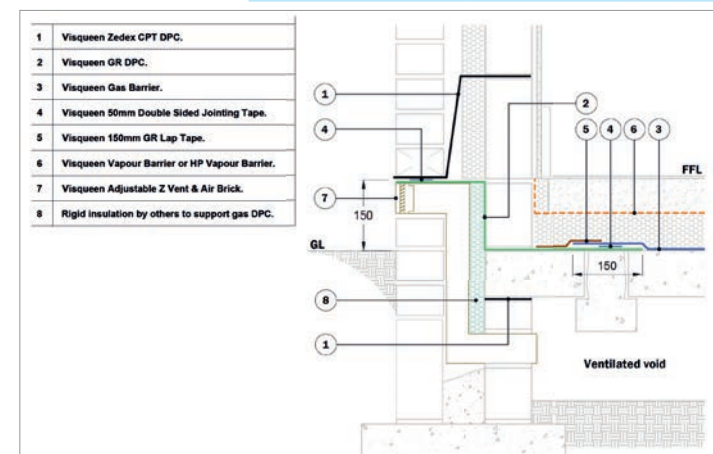 1 Visqueen Zedex CPT DPC.
2 Visqueen GR DPC.
3 Visqueen Gas Barrier.
4 Visqueen 50mm Double Sided Jointing Tape.
5 Visqueen 150mm GR Lap Tape.
6 Visqueen Vapour Barrier or HP Vapour Barrier.
7 Visqueen Adjustable Z Vent & Air Brick.
8 Rigid insulation by others to support gas DPC.
1
2
4
5 4 6 3
FFL
7
150
GL
150
8
1
Ventilated void